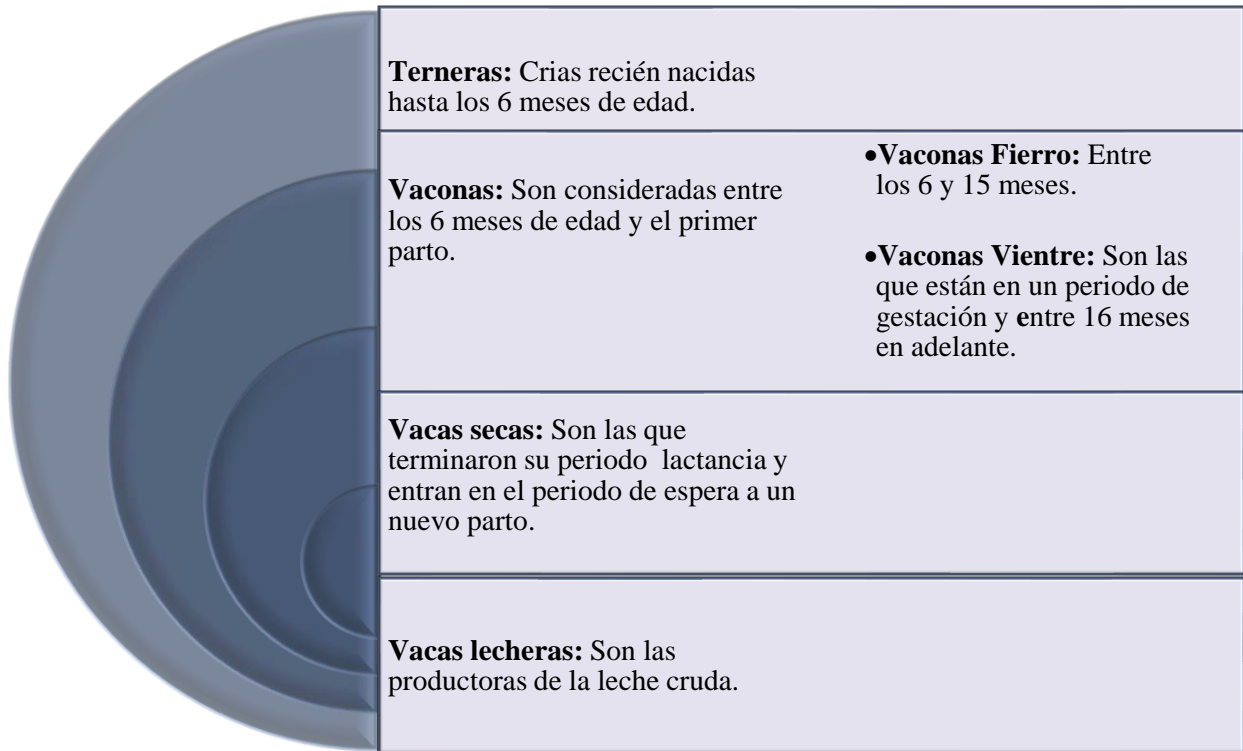 Terneras: Crias recién nacidas
hasta los 6 meses de edad.
Vaconas: Son consideradas entre
los 6 meses de edad y el primer
parto.
•Vaconas Fierro: Entre
los 6 y 15 meses.
•Vaconas Vientre: Son las
que están en un periodo de
gestación y entre 16 meses
en adelante.
Vacas secas: Son las que
terminaron su periodo lactancia y
entran en el periodo de espera a un
nuevo parto.
Vacas lecheras: Son las
productoras de la leche cruda.